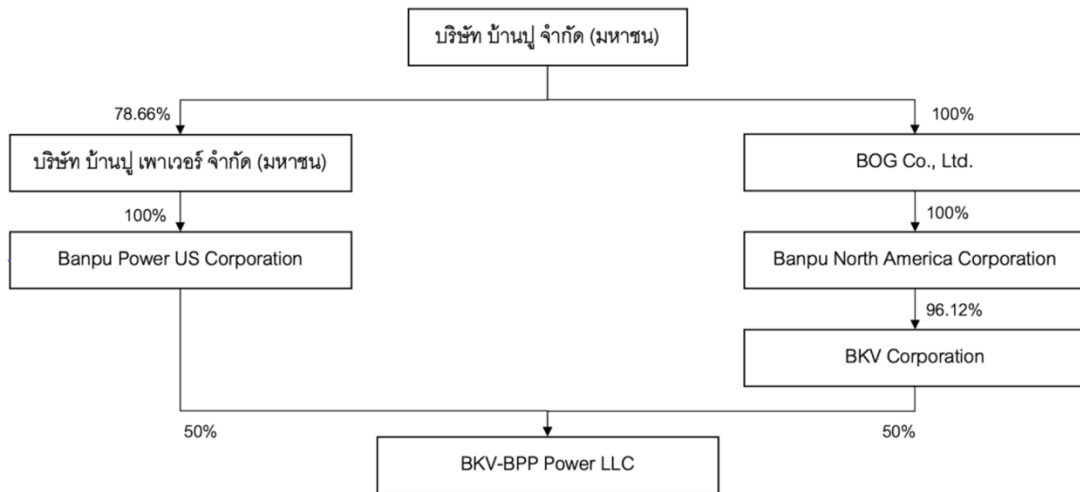 บริษัท บ้านปู จำกัด (มหาชน)
78.66%
100%
บริษัท บ้านปู เพาเวอร์ จำกัด (มหาชน)
BOG Co., Ltd.
100%
100%
Banpu Power US Corporation
Banpu North America Corporation
96.12%
BKV Corporation
50%
50%
BKV-BPP Power LLC